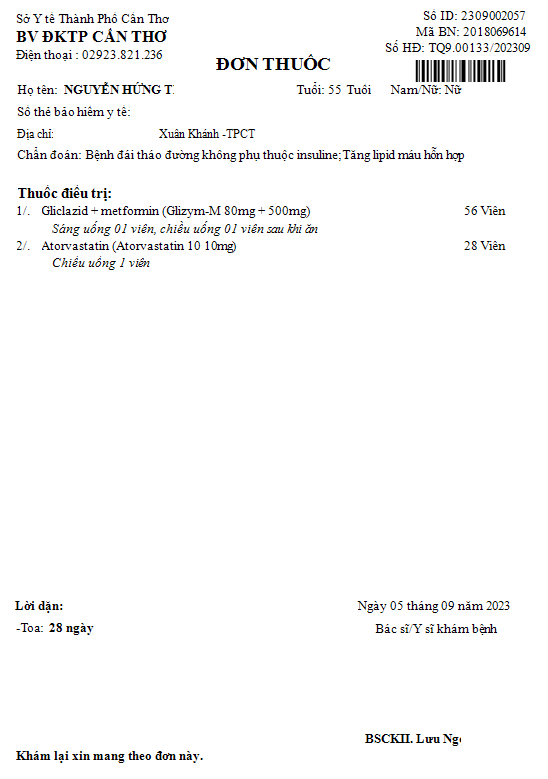 Sở Y tế Thành Phố Cần Thơ
Số ID: 2309002057
BV ĐKTP CẦN THƠ
Mã BN: 2018069614
Điện thoại : 02923.821.236
Số HĐ: TQ9.00133/202309
ĐƠN THUỐC
Họ tên: NGUYỄN HỨNG T
Tuổi: 55 Tuổi Nam/Nữ: Nữ
Số thẻ bảo hiểm y tế:
Địa chỉ: Xuân Khánh -TPCT
Chẩn đoán: Bệnh đái tháo đường không phụ thuộc insuline;Tăng lipid máu hỗn hợp
Thuốc điều trị:
1/. Gliclazid + metformin (Glizym-M 80mg + 500mg) 56 Viên
Sáng uống 01 viên, chiều uống 01 viên sau khi ăn
2/. Atorvastatin (Atorvastatin 10 10mg) 28 Viên
Chiều uống 1 viên
Lời dặn:
Ngày 05 tháng 09 năm 2023
-Toa: 28 ngày
Bác sĩ/Y sĩ khám bệnh
BSCKII. Lưu
Khám lại xin mang theo đơn này.